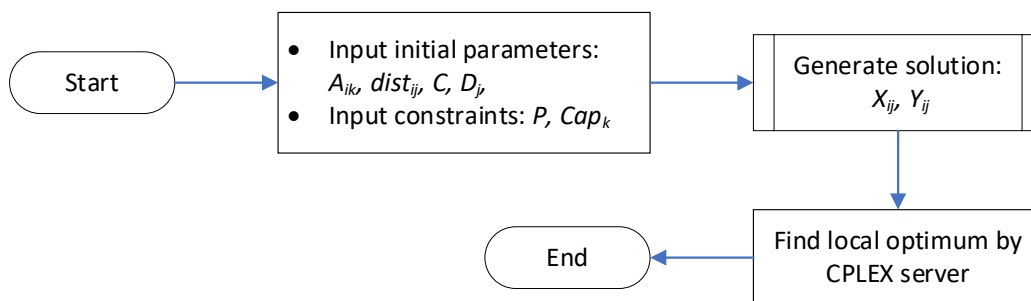 Start
• Input initial parameters:
A_ik, dist_ij, C, D_j,
• Input constraints: P, Cap_k
Generate solution:
X_ij, Y_ij
Find local optimum by
CPLEX server
End